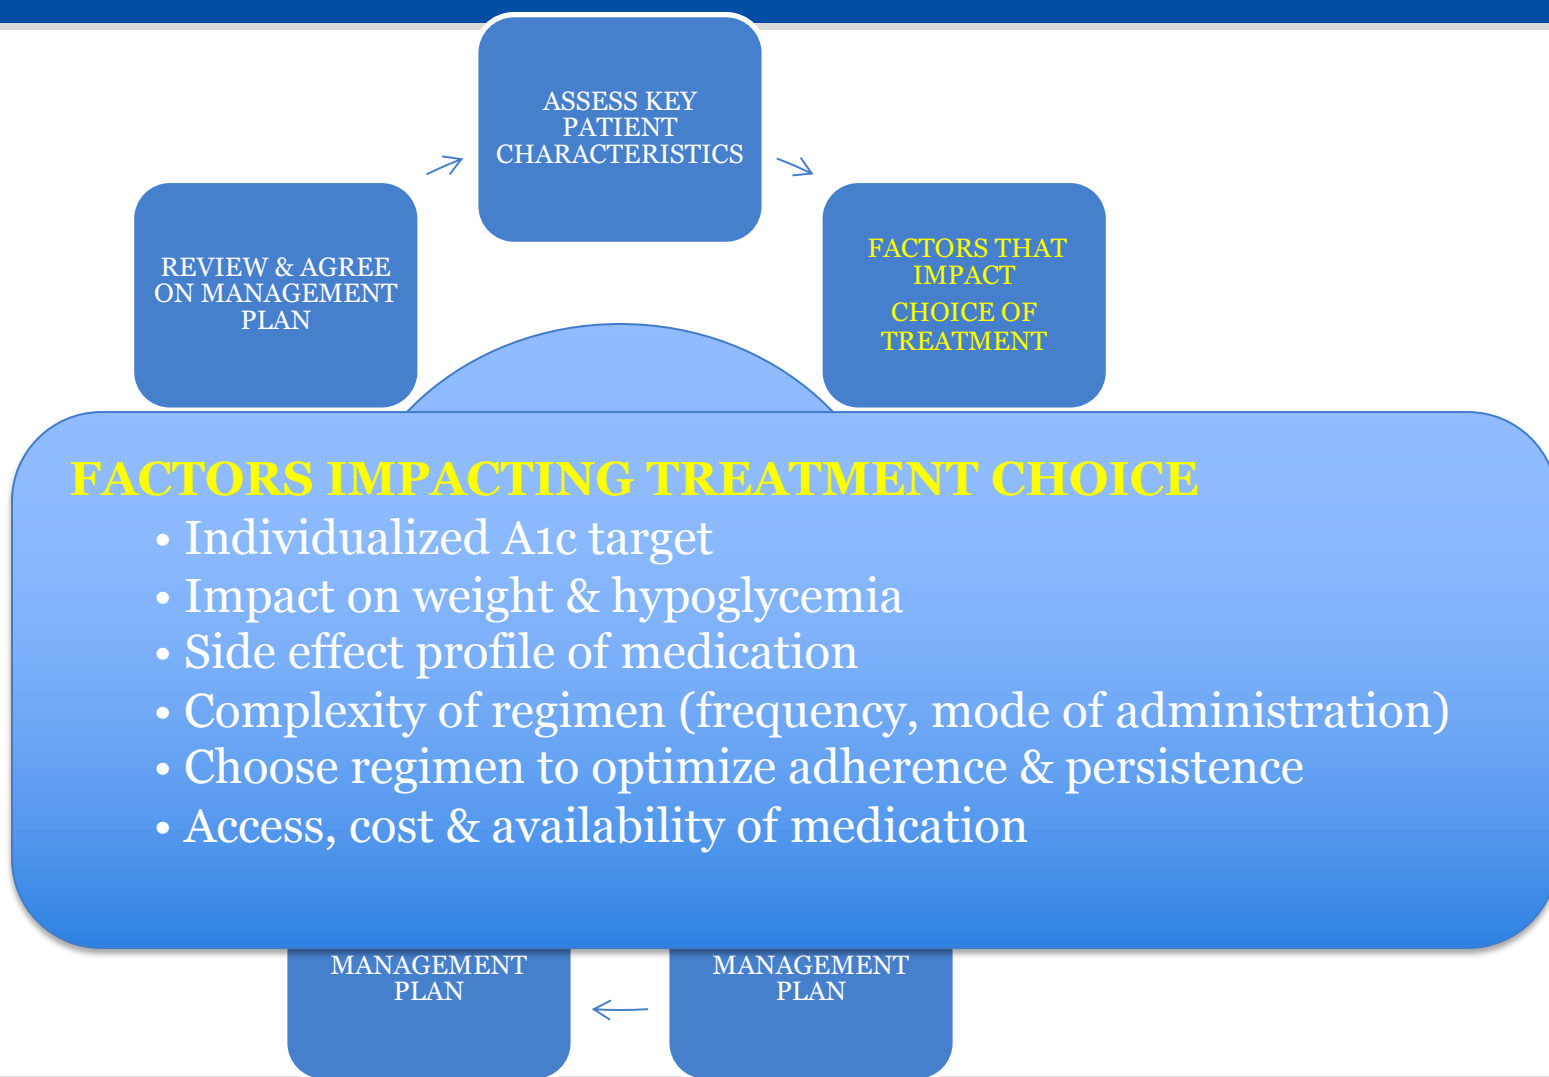 ASSESS KEY
PATIENT
CHARACTERISTICS
REVIEW & AGREE
ON MANAGEMENT
PLAN
FACTORS THAT
IMPACT
CHOICE OF
TREATMENT
FACTORS IMPACTING TREATMENT CHOICE
• Individualized A1c target
• Impact on weight & hypoglycemia
• Side effect profile of medication
• Complexity of regimen (frequency, mode of administration)
• Choose regimen to optimize adherence & persistence
• Access, cost & availability of medication
MANAGEMENT
PLAN
MANAGEMENT
PLAN